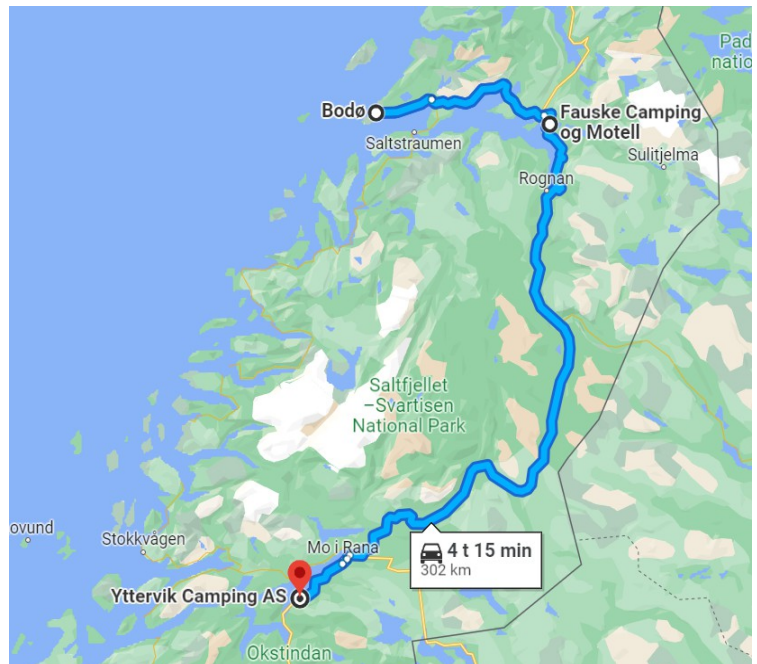 Pad
natio
Bodø
Fauske Camping
og Motell
Saltstraumen
Sulitjelma
Rognan
Saltfjellet
–Svartisen
National Park
ovund
Stokkvågen
Mo i Rana
4 t 15 min
302 km
Yttervik Camping AS
Okstindan